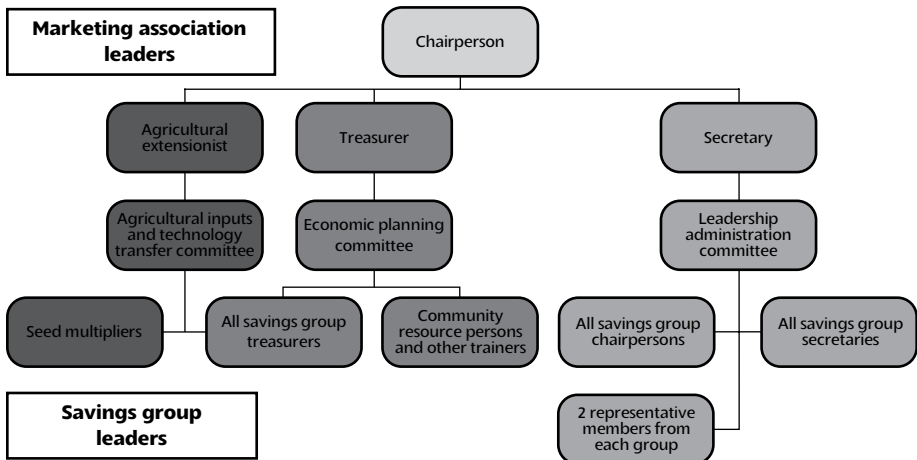 Marketing association
leaders
Chairperson
Agricultural
extionist
Treasurer
Secretary
Agricultural inputs
and technology
transfer committee
Economic planning
committee
Leadership
administration
committee
Seed multipliers
All savings group
treasurers
Community
resource persons
and other trainers
All savings group
chairpersons
All savings group
secretaries
Savings group
leaders
2 representative
members from
each group